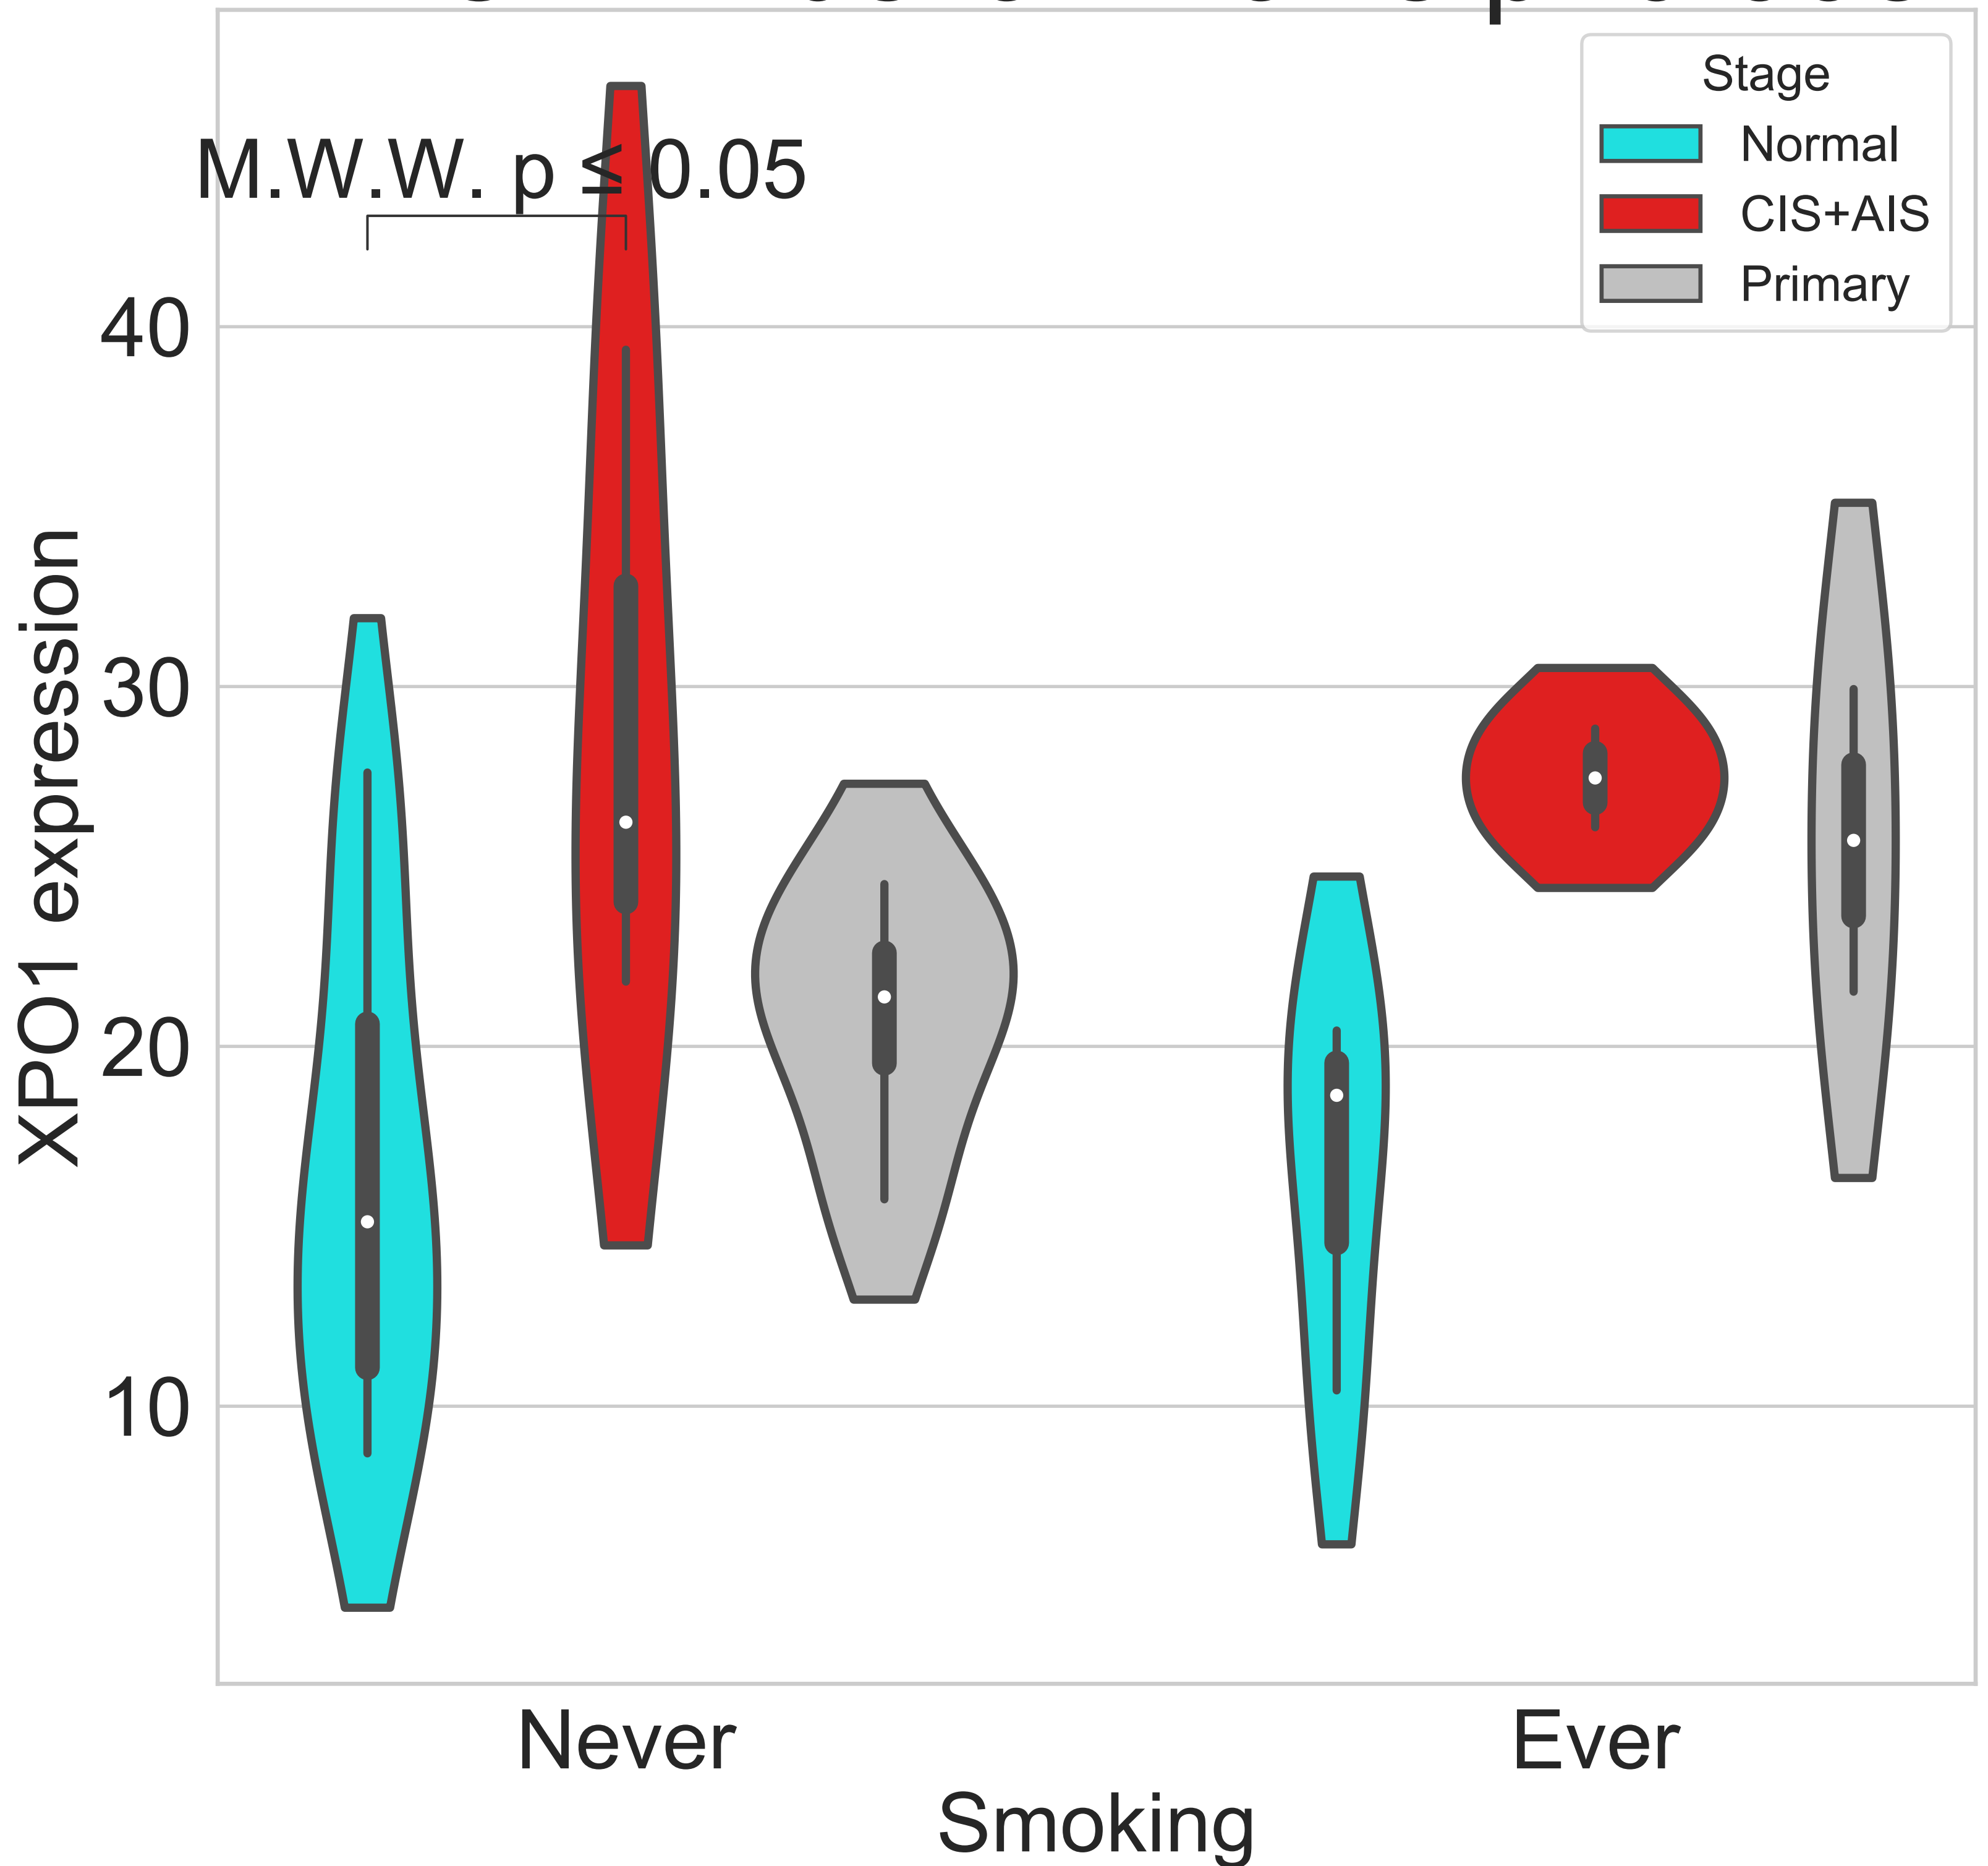 Stage
Normal
CIS+AIS
Primary
M.W.W. p ≤ 0.05
40
30
20
10
XPO1 expression
Never
Ever
Smoking